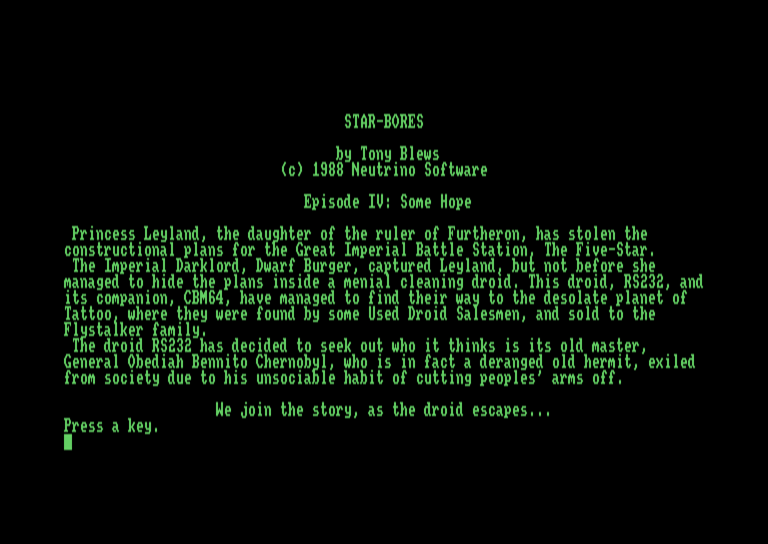 STAR-BORES
by Tony Blews
(c) 1988 Neutrino Software
Episode IV: Some Hope
Princess Leyland, the daughter of the ruler of Furtheron, has stolen the
constructional plans for the Great Imperial Battle Station, The Five-Star.
The Imperial Darklord, Dwarf Burger, captured Leyland, but not before she
managed to hide the plans inside a menial cleaning droid. This droid, RS232, and
its companion, CBM64, have managed to find their way to the desolate planet of
Tattoo, where they were found by some Used Droid Salesmen, and sold to the
Flystalker family.
The droid RS232 has decided to seek out who it thinks is its old master,
General Obediah Bennito Chernobyl, who is in fact a deranged old hermit, exiled
from society due to his unsociable habit of cutting peoples' arms off.
We join the story, as the droid escapes...
Press a key.